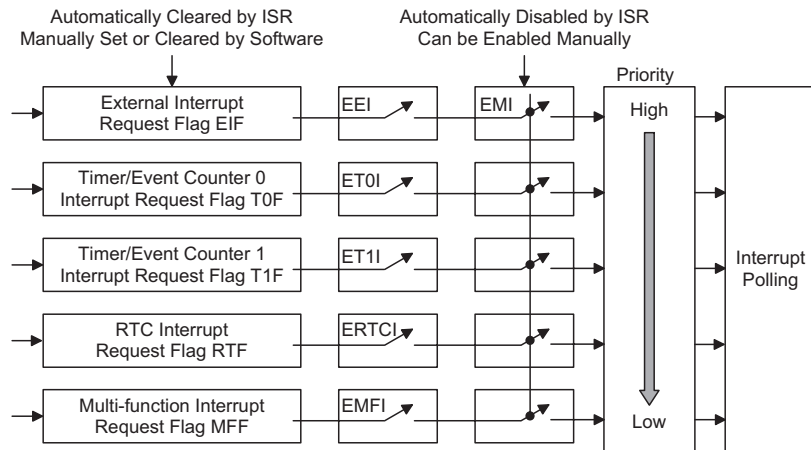 Automatically Cleared by ISR
Manually Set or Cleared by Software
Automatically Disabled by ISR
Can be Enabled Manually
Priority
External Interrupt
Request Flag EIF
EEI
EMI
High
Timer/Event Counter 0
Interrupt Request Flag T0F
ET0I
Timer/Event Counter 1
Interrupt Request Flag T1F
ET1I
Interrupt
Polling
RTC Interrupt
Request Flag RTF
ERTCI
Multi-function Interrupt
Request Flag MFF
EMFI
Low